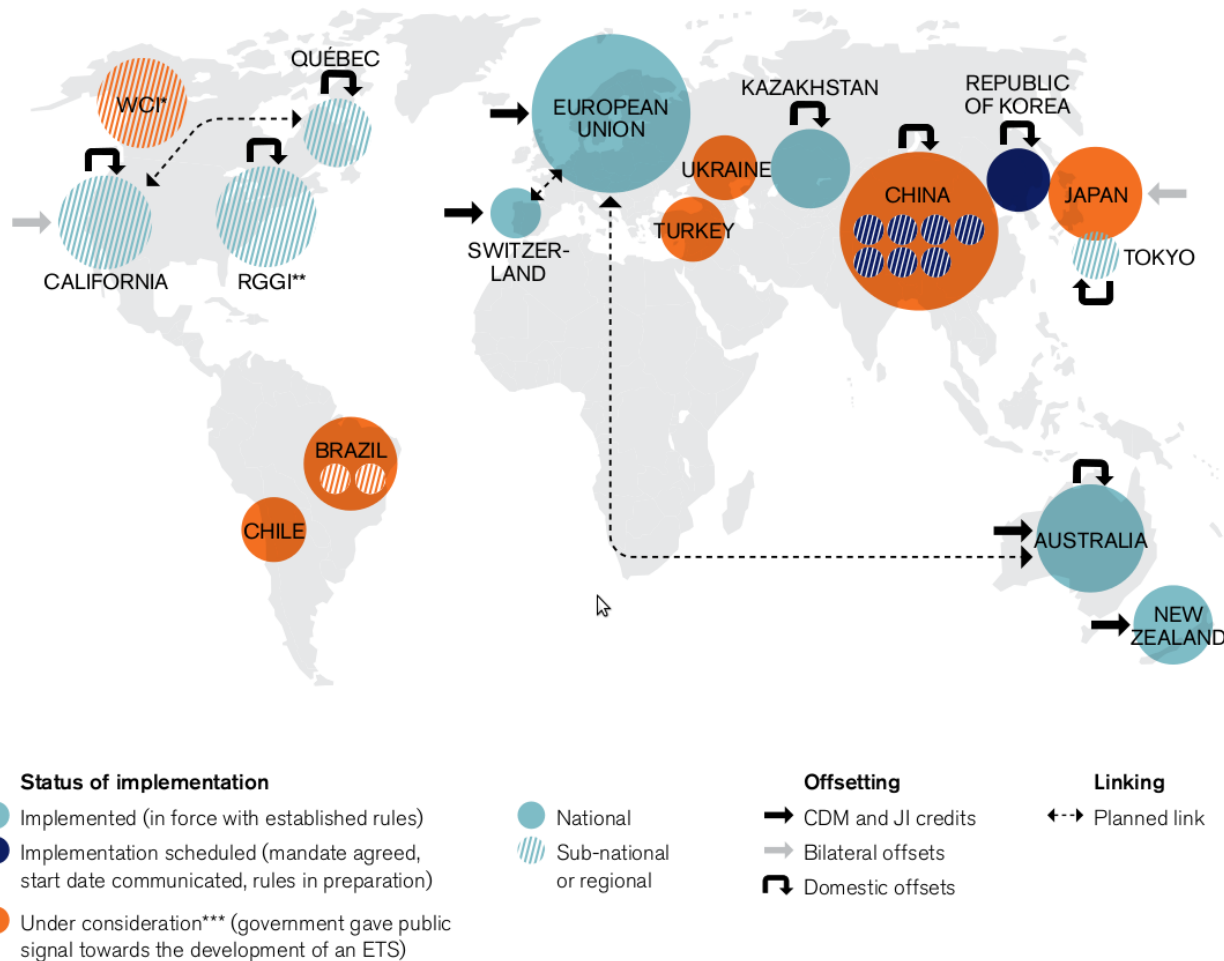 QUÉBEC
WCI*
CALIFORNIA
RGGI**
EUROPEAN
UNION
SWITZER-
LAND
UKRAINE
TURKEY
KAZAKHSTAN
CHINA
REPUBLIC
OF KOREA
JAPAN
TOKYO
BRAZIL
CHILE
AUSTRALIA
NEW
ZEALAND
Status of implementation
Implemented (in force with established rules)
Implementation scheduled (mandate agreed,
start date communicated, rules in preparation)
Under consideration*** (government gave public
signal towards the development of an ETS)
National
Sub-national
or regional
Offsetting
CDM and JI credits
Bilateral offsets
Domestic offsets
Linking
Planned link